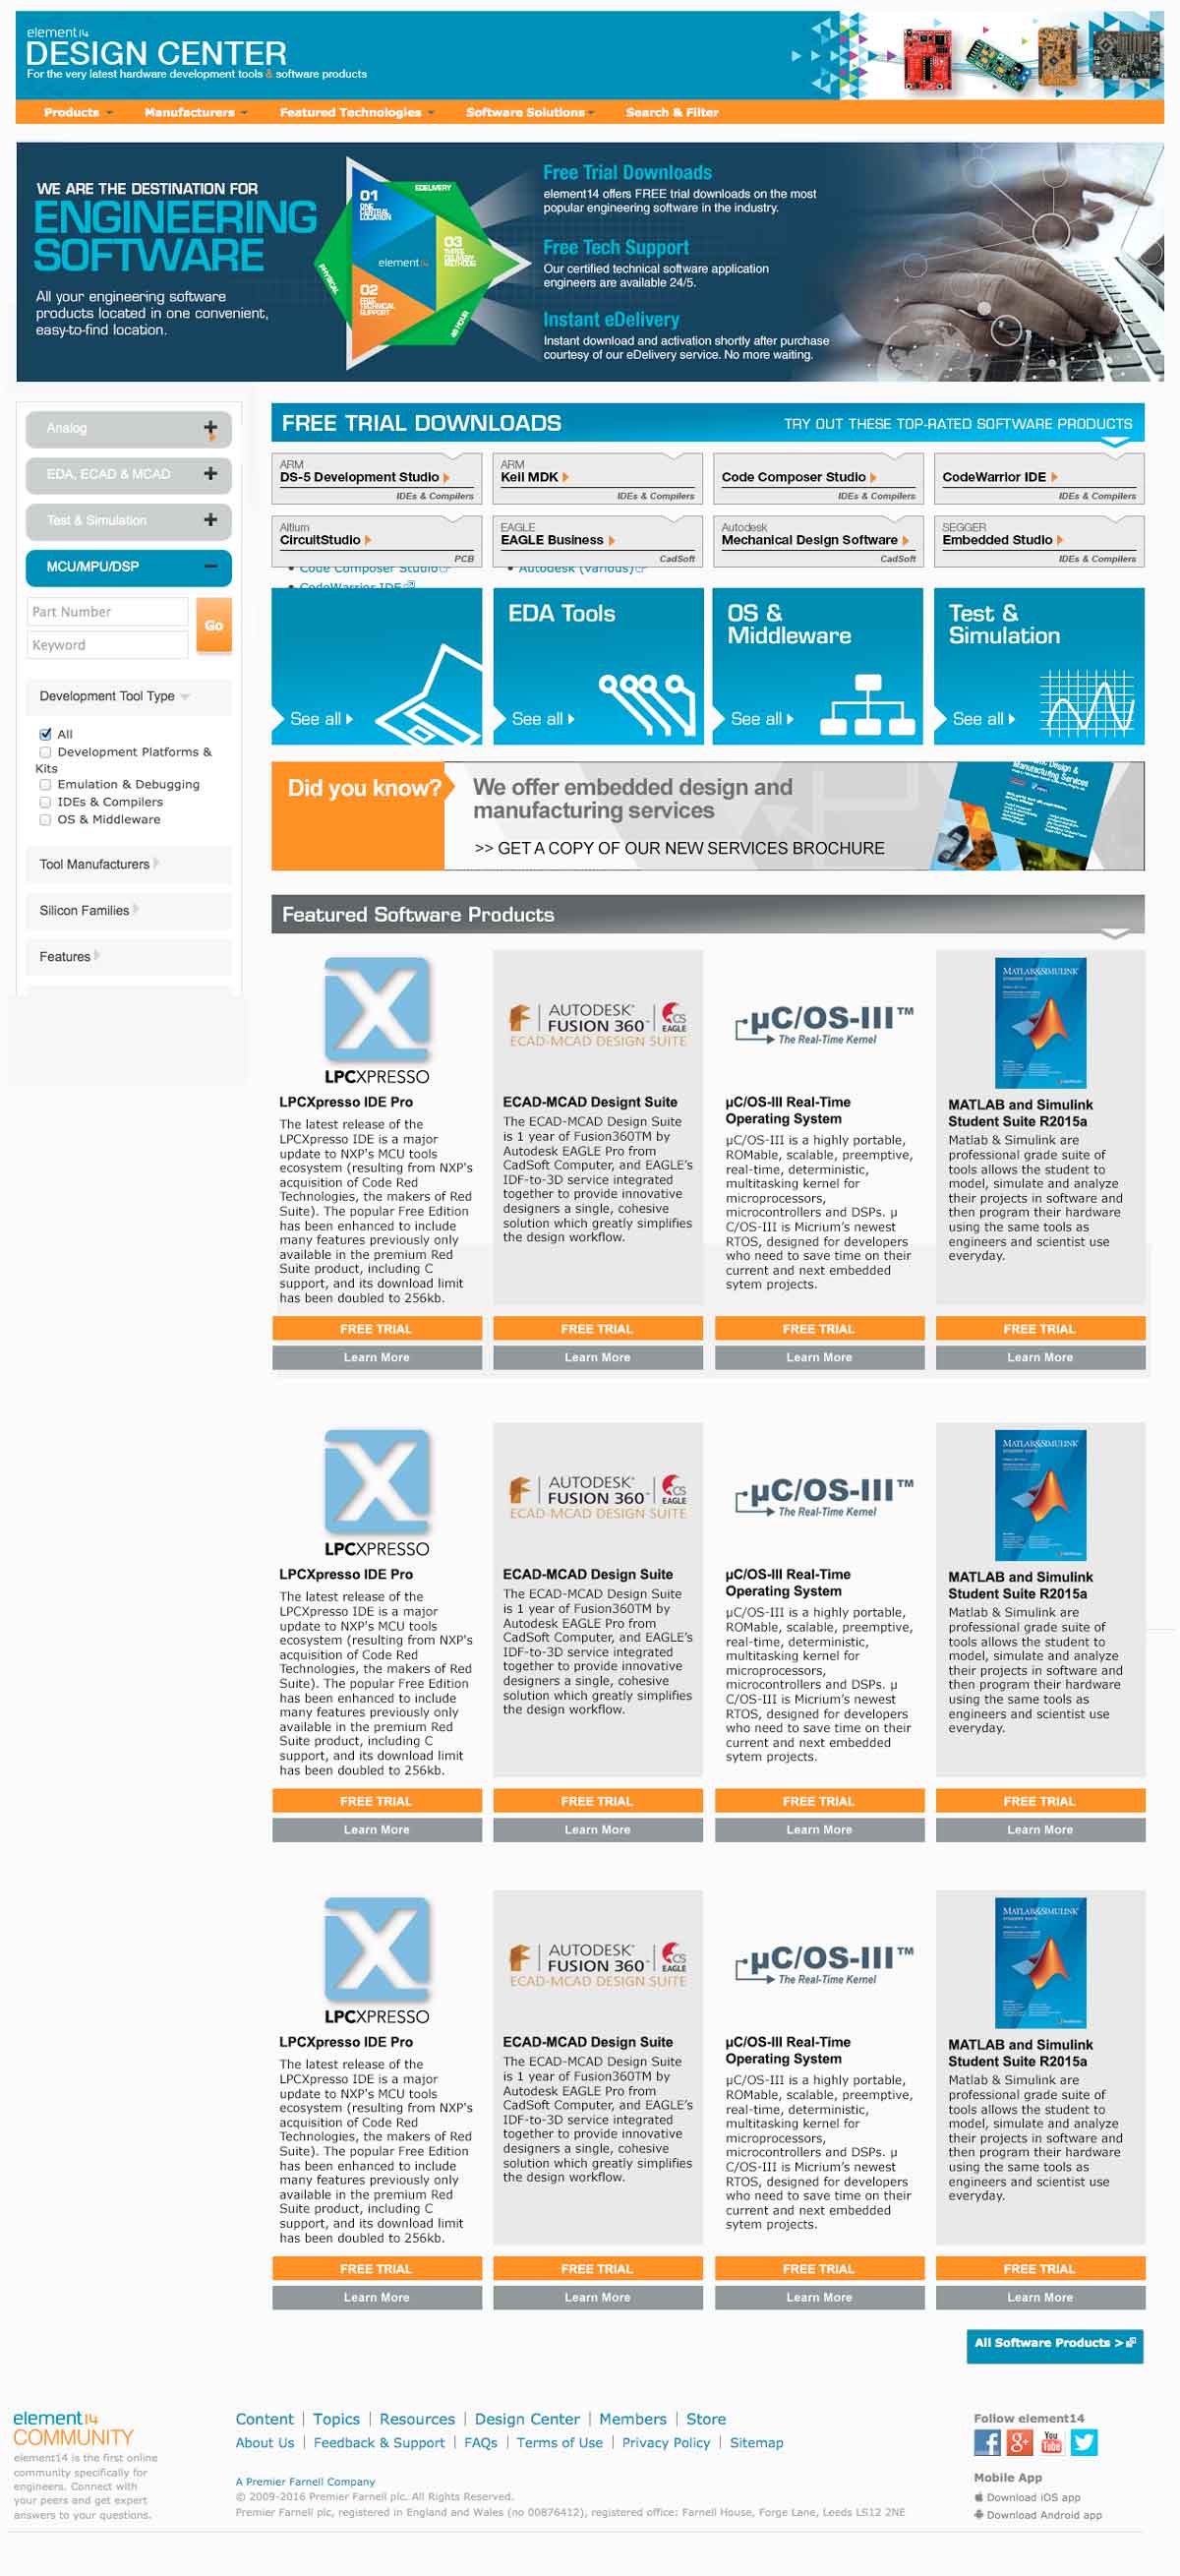 element14
DESIGN CENTER
For the very latest hardware development tools & software products
Products Manufacturers Featured Technologies Software Solutions Search & Filter
WE ARE THE DESTINATION FOR
ENGINEERING
SOFTWARE
All your engineering software
products located in one convenient,
easy-to-find location.
01
ONE
CENTRAL
LOCATION
EDELIVERY
03
THREE
DELIVERY
METHODS
element14
PHYSICAL
02
FREE
TECHNICAL
SUPPORT
48 HOUR
Free Trial Downloads
element14 offers FREE trial downloads on the most
popular engineering software in the industry.
Free Tech Support
Our certified technical software application
engineers are available 24/5.
Instant eDelivery
Instant download and activation shortly after purchase
courtesy of our eDelivery service. No more waiting.
Analog
EDA, ECAD & MCAD
Test & Simulation
MCU/MPU/DSP
Part Number
Keyword
Go
Development Tool Type
All
Development Platforms &
Kits
Emulation & Debugging
IDEs & Compilers
OS & Middleware
Tool Manufacturers
Silicon Families
Features
FREE TRIAL DOWNLOADS TRY OUT THESE TOP-RATED SOFTWARE PRODUCTS
ARM
DS-5 Development Studio
IDEs & Compilers
ARM
Keil MDK
IDEs & Compilers
Code Composer Studio
IDEs & Compilers
CodeWarrior IDE
IDEs & Compilers
Altium
CircuitStudio
PCB
EAGLE
EAGLE Business
CadSoft
Autodesk
Mechanical Design Software
CadSoft
SEGGER
Embedded Studio
IDEs & Compilers
Code Composer Studio
CodeWarrior IDE
Autodesk (various)
See all
EDA Tools
See all
OS &
Middleware
See all
Test &
Simulation
See all
Did you know?
We offer embedded design and
manufacturing services
>> GET A COPY OF OUR NEW SERVICES BROCHURE
Design &
Manufacturing Services
Featured Software Products
LPCXPRESSO
LPCXpresso IDE Pro
The latest release of the
LPCXpresso IDE is a major
update to NXP's MCU tools
ecosystem (resulting from NXP's
acquisition of Code Red
Technologies, the makers of Red
Suite). The popular Free Edition
has been enhanced to include
many features previously only
available in the premium Red
Suite product, including C
support, and its download limit
has been doubled to 256kb.
FREE TRIAL
Learn More
AUTODESK
FUSION 360
CS
EAGLE
ECAD-MCAD DESIGN SUITE
ECAD-MCAD Designt Suite
The ECAD-MCAD Design Suite
is 1 year of Fusion360TM by
Autodesk EAGLE Pro from
CadSoft Computer, and EAGLE's
IDF-to-3D service integrated
together to provide innovative
designers a single, cohesive
solution which greatly simplifies
the design workflow.
FREE TRIAL
Learn More
µC/OS-III™
The Real-Time Kernel
µC/OS-III Real-Time
Operating System
µC/OS-III is a highly portable,
ROMable, scalable, preemptive,
real-time, deterministic,
multitasking kernel for
microprocessors,
microcontrollers and DSPs. µ
C/OS-III is Micrium's newest
RTOS, designed for developers
who need to save time on their
current and next embedded
sytem projects.
FREE TRIAL
Learn More
MATLAB&SIMULINK
MATLAB and Simulink
Student Suite R2015a
Matlab & Simulink are
professional grade suite of
tools allows the student to
model, simulate and analyze
their projects in software and
then program their hardware
using the same tools as
engineers and scientist use
everyday.
FREE TRIAL
Learn More
LPCXPRESSO
LPCXpresso IDE Pro
The latest release of the
LPCXpresso IDE is a major
update to NXP's MCU tools
ecosystem (resulting from NXP's
acquisition of Code Red
Technologies, the makers of Red
Suite). The popular Free Edition
has been enhanced to include
many features previously only
available in the premium Red
Suite product, including C
support, and its download limit
has been doubled to 256kb.
FREE TRIAL
Learn More
AUTODESK
FUSION 360
CS
EAGLE
ECAD-MCAD DESIGN SUITE
ECAD-MCAD Design Suite
The ECAD-MCAD Design Suite
is 1 year of Fusion360TM by
Autodesk EAGLE Pro from
CadSoft Computer, and EAGLE's
IDF-to-3D service integrated
together to provide innovative
designers a single, cohesive
solution which greatly simplifies
the design workflow.
FREE TRIAL
Learn More
µC/OS-III™
The Real-Time Kernel
µC/OS-III Real-Time
Operating System
µC/OS-III is a highly portable,
ROMable, scalable, preemptive,
real-time, deterministic,
multitasking kernel for
microprocessors,
microcontrollers and DSPs. µ
C/OS-III is Micrium's newest
RTOS, designed for developers
who need to save time on their
current and next embedded
sytem projects.
FREE TRIAL
Learn More
MATLAB&SIMULINK
MATLAB and Simulink
Student Suite R2015a
Matlab & Simulink are
professional grade suite of
tools allows the student to
model, simulate and analyze
their projects in software and
then program their hardware
using the same tools as
engineers and scientist use
everyday.
FREE TRIAL
Learn More
LPCXPRESSO
LPCXpresso IDE Pro
The latest release of the
LPCXpresso IDE is a major
update to NXP's MCU tools
ecosystem (resulting from NXP's
acquisition of Code Red
Technologies, the makers of Red
Suite). The popular Free Edition
has been enhanced to include
many features previously only
available in the premium Red
Suite product, including C
support, and its download limit
has been doubled to 256kb.
FREE TRIAL
Learn More
AUTODESK
FUSION 360
CS
EAGLE
ECAD-MCAD DESIGN SUITE
ECAD-MCAD Design Suite
The ECAD-MCAD Design Suite
is 1 year of Fusion360TM by
Autodesk EAGLE Pro from
CadSoft Computer, and EAGLE's
IDF-to-3D service integrated
together to provide innovative
designers a single, cohesive
solution which greatly simplifies
the design workflow.
FREE TRIAL
Learn More
µC/OS-III™
The Real-Time Kernel
µC/OS-III Real-Time
Operating System
µC/OS-III is a highly portable,
ROMable, scalable, preemptive,
real-time, deterministic,
multitasking kernel for
microprocessors,
microcontrollers and DSPs. µ
C/OS-III is Micrium's newest
RTOS, designed for developers
who need to save time on their
current and next embedded
sytem projects.
FREE TRIAL
Learn More
MATLAB&SIMULINK
MATLAB and Simulink
Student Suite R2015a
Matlab & Simulink are
professional grade suite of
tools allows the student to
model, simulate and analyze
their projects in software and
then program their hardware
using the same tools as
engineers and scientist use
everyday.
FREE TRIAL
Learn More
All Software Products >
element14
COMMUNITY
element14 is the first online
community specifically for
engineers. Connect with
your peers and get expert
answers to your questions.
Content | Topics | Resources | Design Center | Members | Store
About Us | Feedback & Support | FAQs | Terms of Use | Privacy Policy | Sitemap
A Premier Farnell Company
© 2009-2016 Premier Farnell plc. All Rights Reserved.
Premier Farnell plc, registered in England and Wales (no 00876412), registered office: Farnell House, Forge Lane, Leeds LS12 2NE
Follow element14
You
Tube
Mobile App
Download iOS app
Download Android app